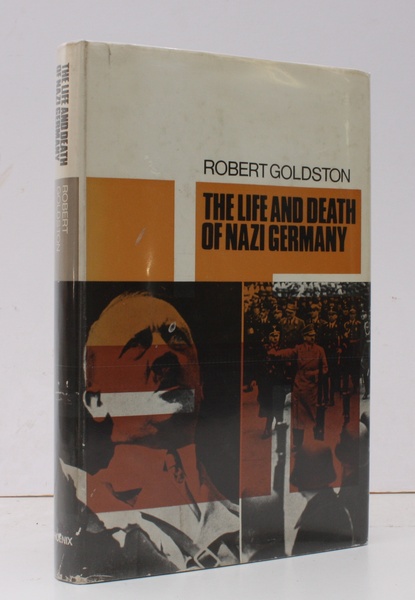 ROBERT GOLDSTON
THE LIFE AND DEATH
OF NAZI GERMANY
THE LIFE AND DEATH
OF NAZI GERMANY
ROBERT
GOLDSTON